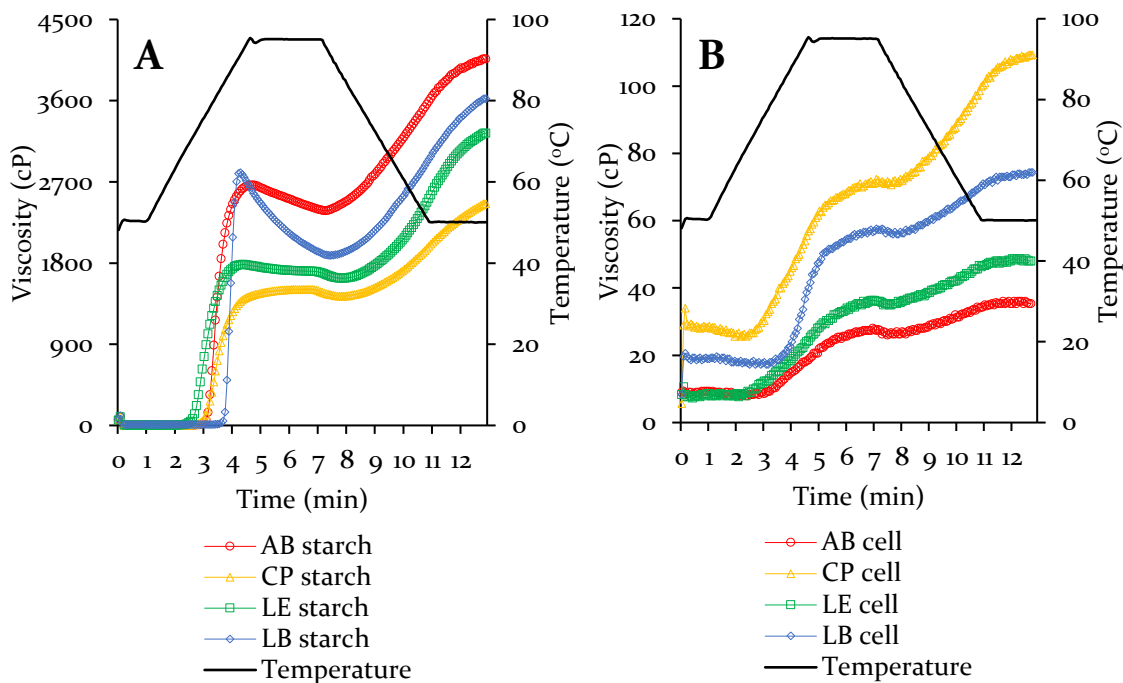 A
Viscosity (cP)
4500
3600
2700
1800
900
0
0 1 2 3 4 5 6 7 8 9 10 11 12
Time (min)
100
80
60
40
20
0
Temperature (ºC)
AB starch
CP starch
LE starch
LB starch
Temperature
B
Viscosity (cP)
120
100
80
60
40
20
0
0 1 2 3 4 5 6 7 8 9 10 11 12
Time (min)
100
80
60
40
20
0
Temperature (ºC)
AB cell
CP cell
LE cell
LB cell
Temperature